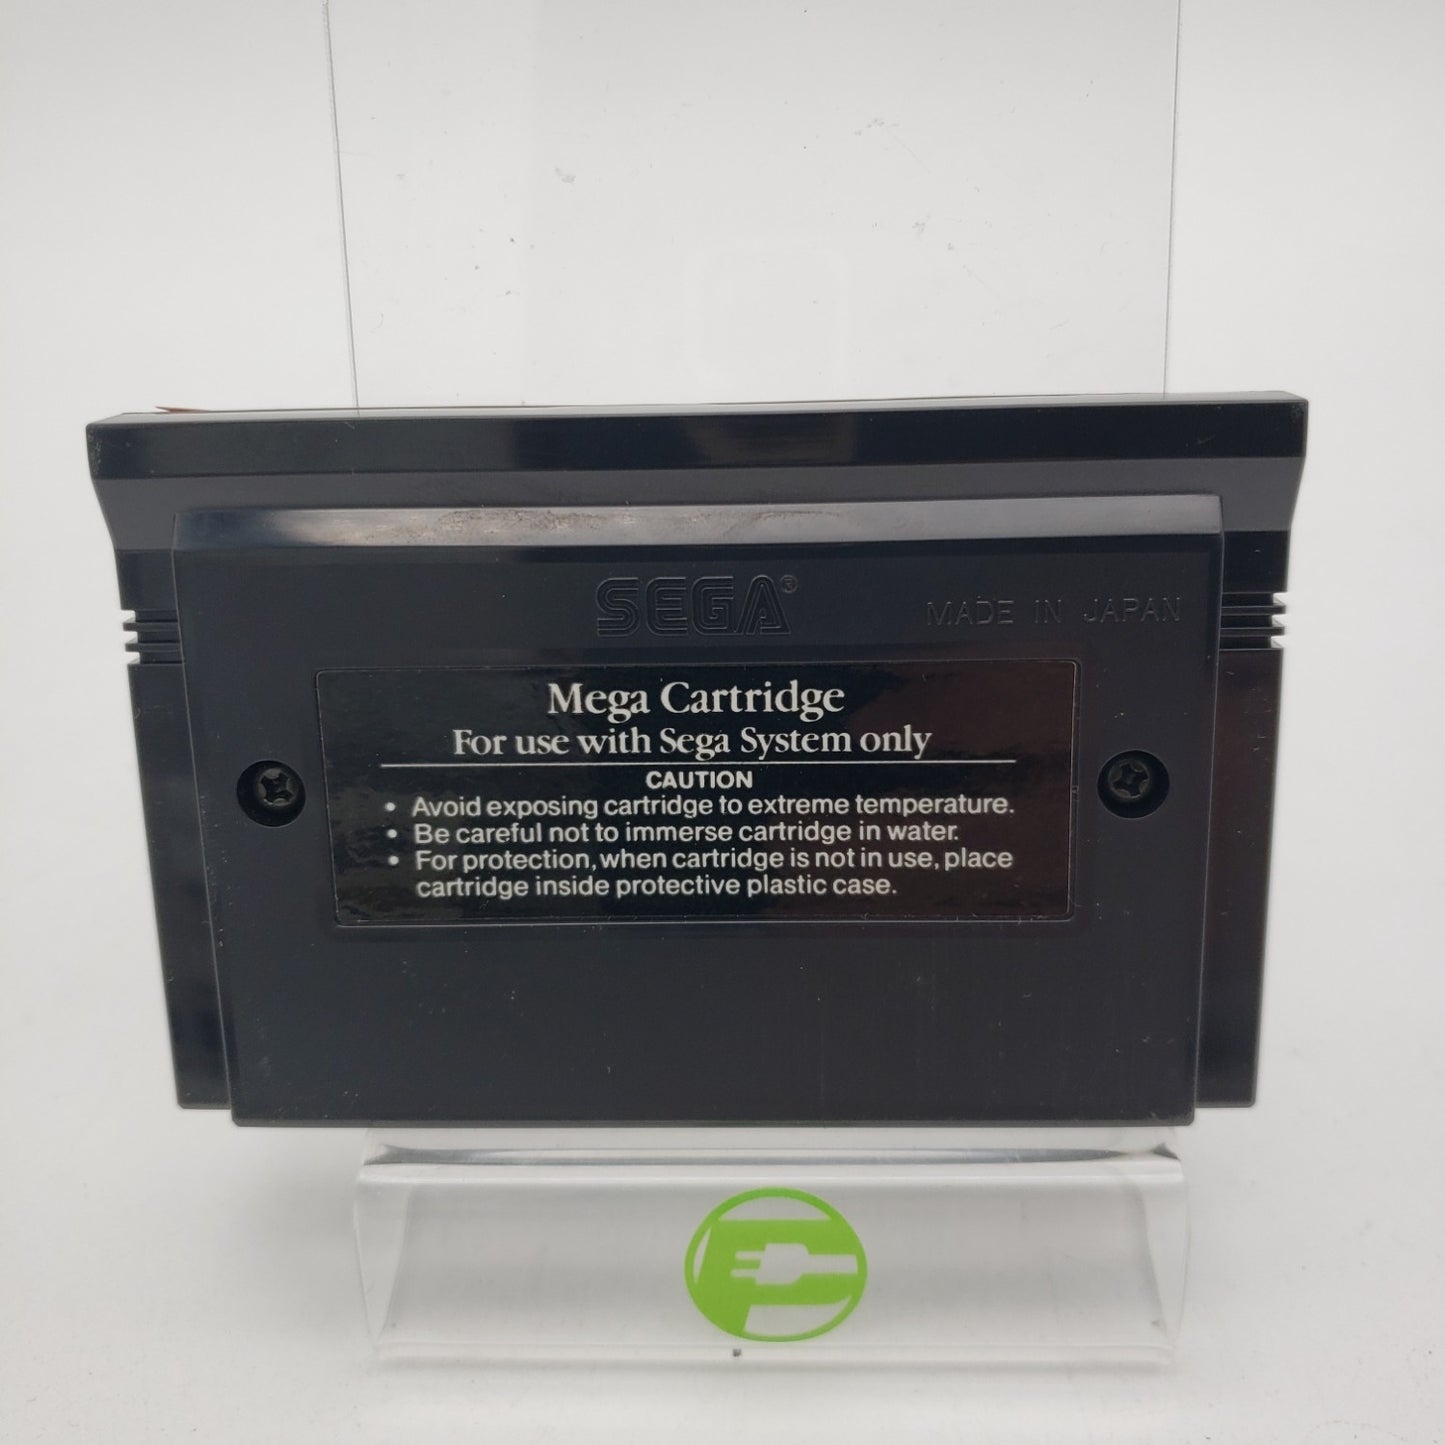 SEGA®
MADE IN JAPAN
Mega Cartridge
For use with Sega System only
CAUTION
• Avoid exposing cartridge to extreme temperature.
• Be careful not to immerse cartridge in water.
• For protection, when cartridge is not in use, place
cartridge inside protective plastic case.